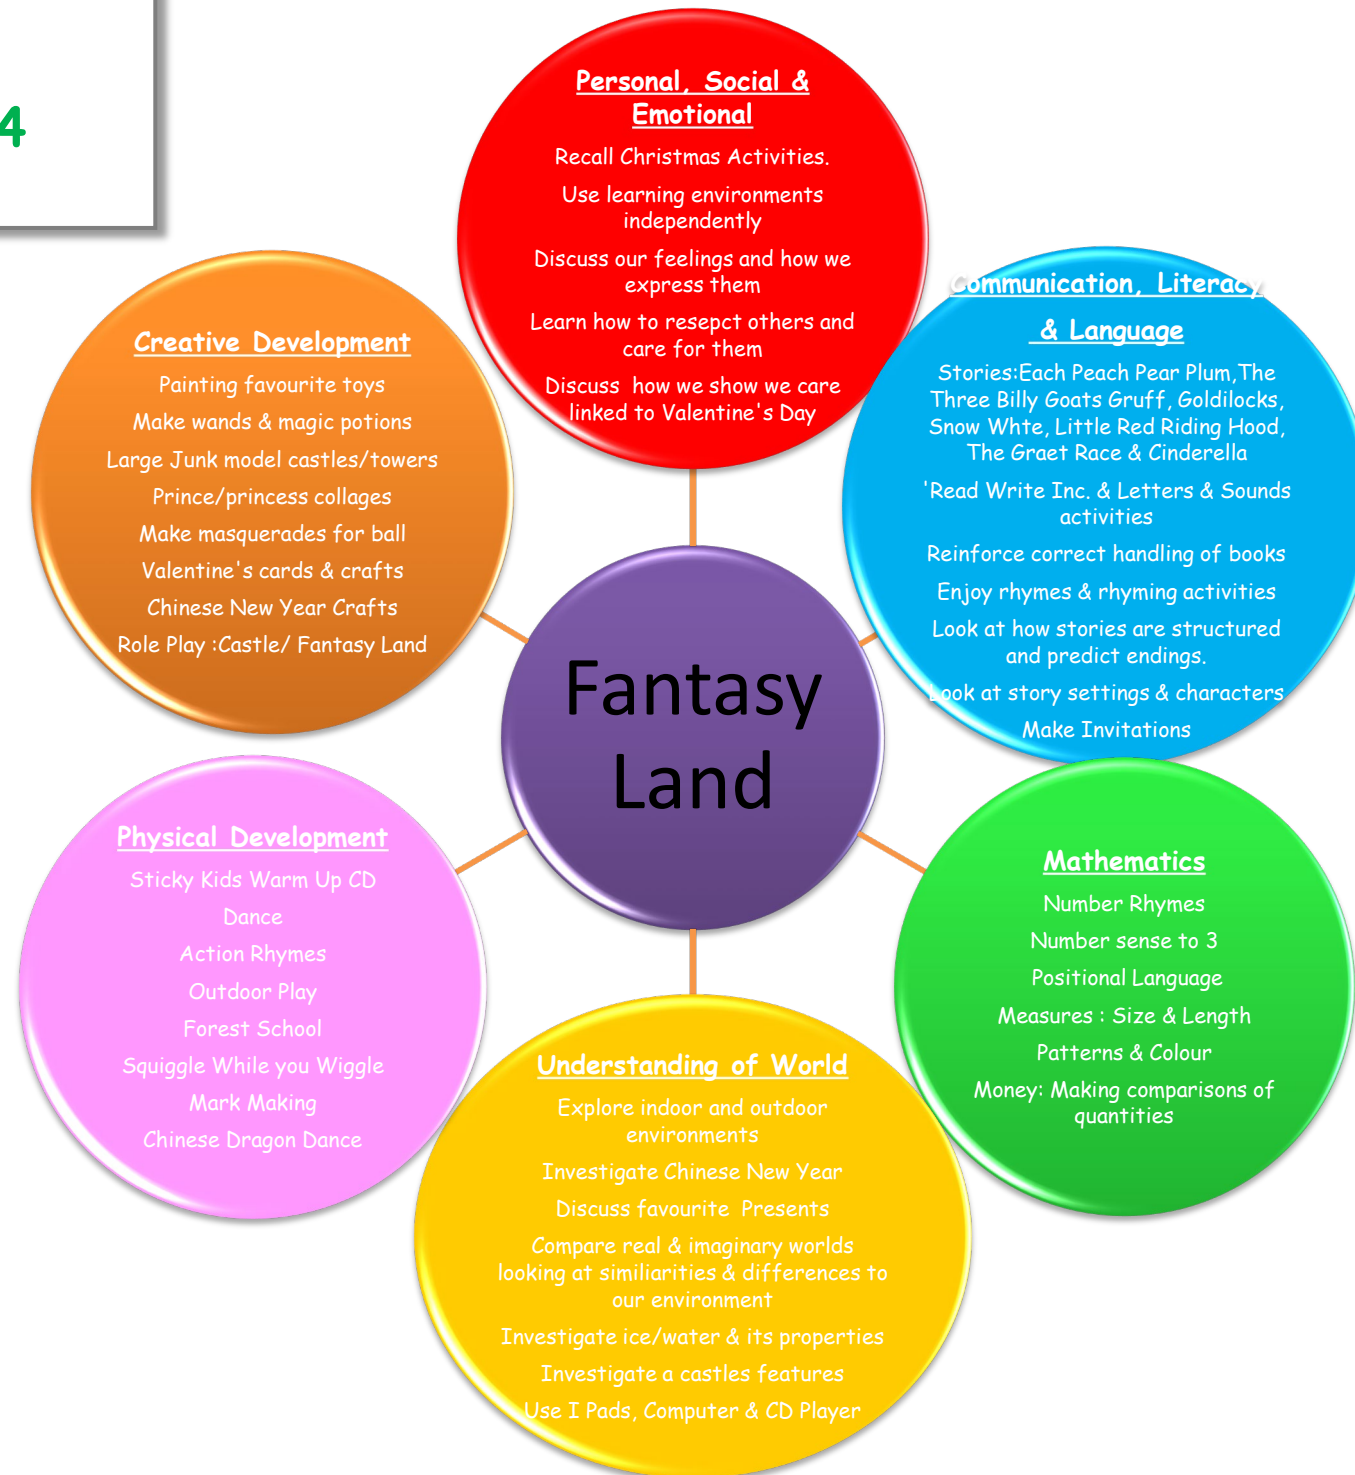 4
Personal, Social &
Emotional
Recall Christmas Activities.
Use learning environments
independently
Discuss our feelings and how we
express them
Learn how to resepct others and
care for them
Discuss how we show we care
linked to Valentine's Day
Communication, Literacy
& Language
Stories:Each Peach Pear Plum,The
Three Billy Goats Gruff, Goldilocks,
Snow Whte, Little Red Riding Hood,
The Graet Race & Cinderella
'Read Write Inc. & Letters & Sounds
activities
Reinforce correct handling of books
Enjoy rhymes & rhyming activities
Look at how stories are structured
and predict endings.
Look at story settings & characters
Make Invitations
Mathematics
Number Rhymes
Number sense to 3
Positional Language
Measures : Size & Length
Patterns & Colour
Money: Making comparisons of
quantities
Understanding of World
Explore indoor and outdoor
environments
Investigate Chinese New Year
Discuss favourite Presents
Compare real & imaginary worlds
looking at similiarities & differences to
our environment
Investigate ice/water & its properties
Investigate a castles features
Use I Pads, Computer & CD Player
Physical Development
Sticky Kids Warm Up CD
Dance
Action Rhymes
Outdoor Play
Forest School
Squiggle While you Wiggle
Mark Making
Chinese Dragon Dance
Creative Development
Painting favourite toys
Make wands & magic potions
Large Junk model castles/towers
Prince/princess collages
Make masquerades for ball
Valentine's cards & crafts
Chinese New Year Crafts
Role Play :Castle/ Fantasy Land
Fantasy
Land